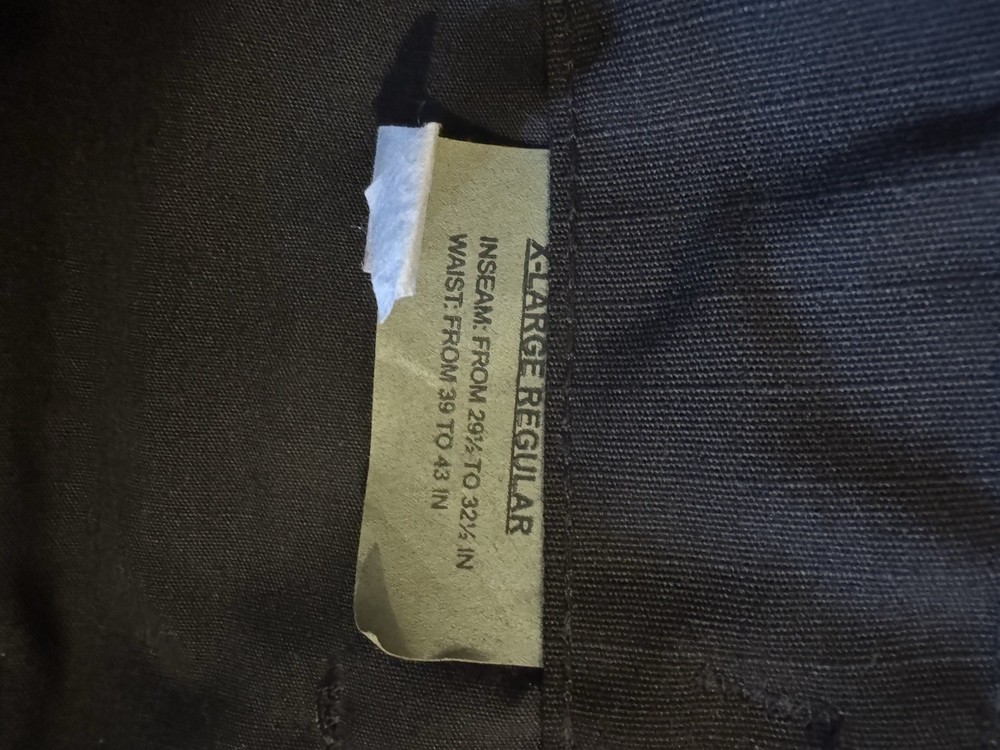 X-LARGE REGULAR
INSEAM: FROM 29½ TO 32½ IN
WAIST: FROM 39 TO 43 IN